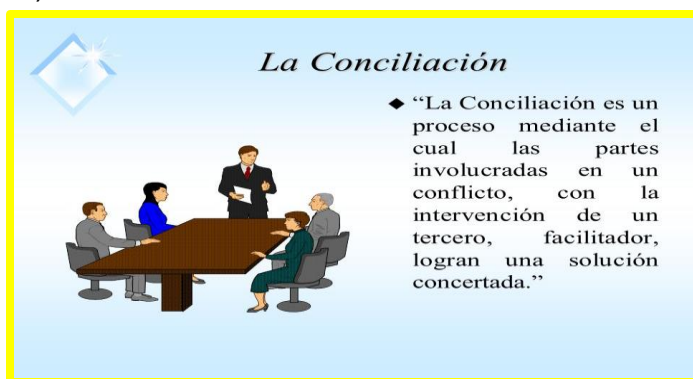 La Conciliación
◆ “La Conciliación es un
proceso mediante el
cual las partes
involucradas en un
conflicto, con la
intervención de un
tercero, facilitador,
logran una solución
concertada.”